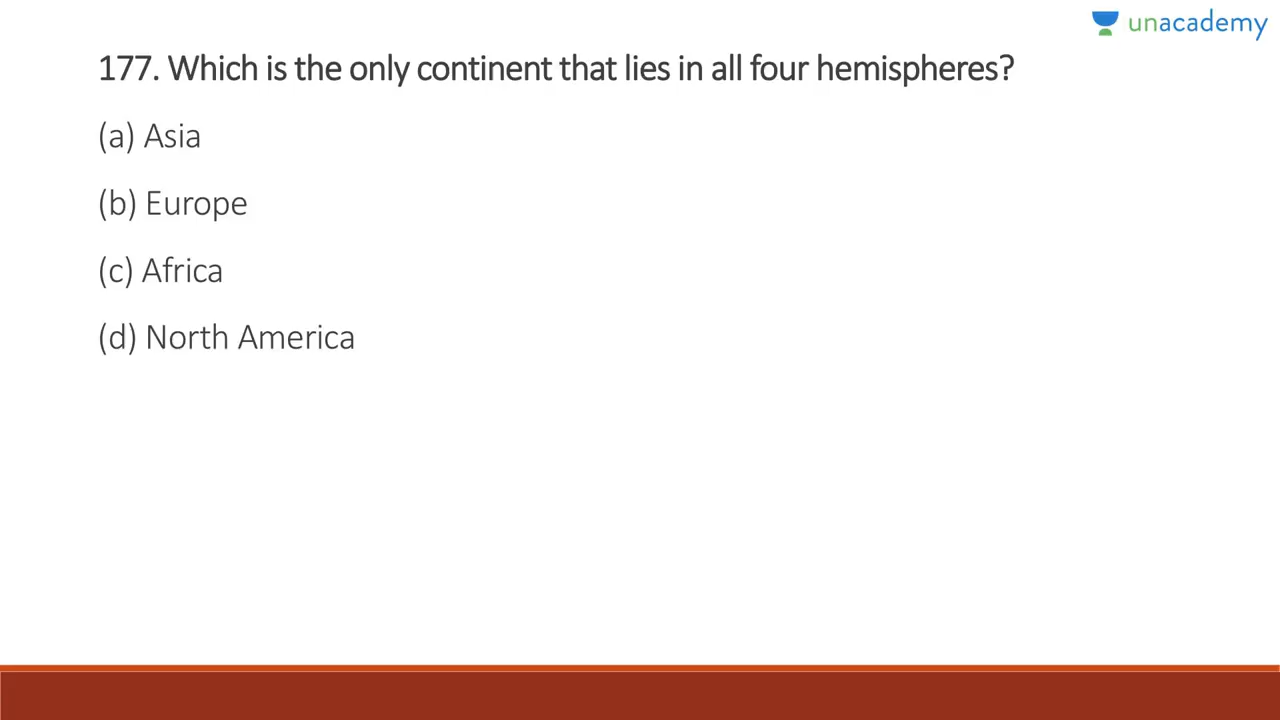 unacademy
177. Which is the only continent that lies in all four hemispheres?
(a) Asia
(b) Europe
(c) Africa
(d) North America